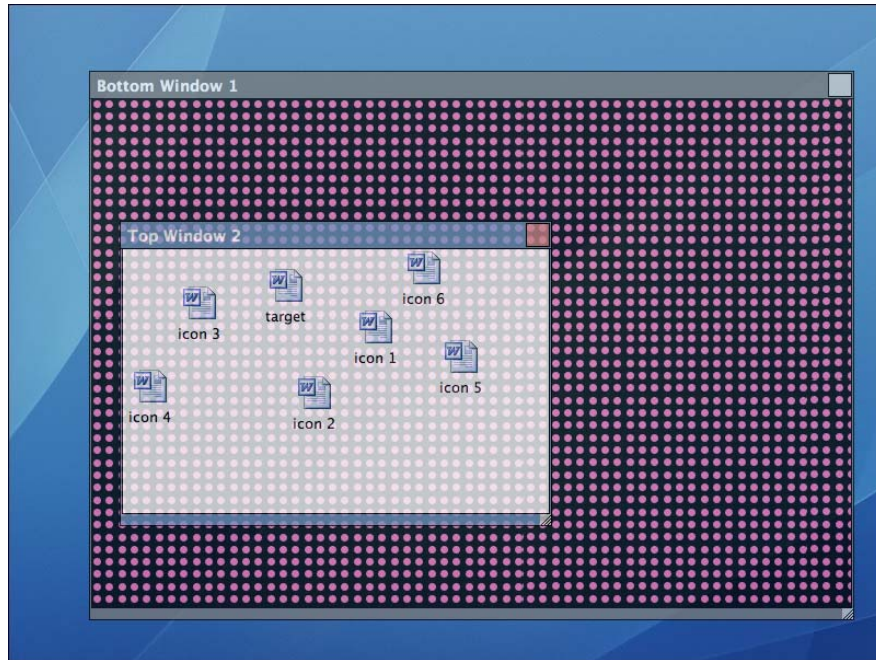 Bottom Window 1
Top Window 2
icon 6
target
icon 3
icon 1
icon 5
icon 4
icon 2